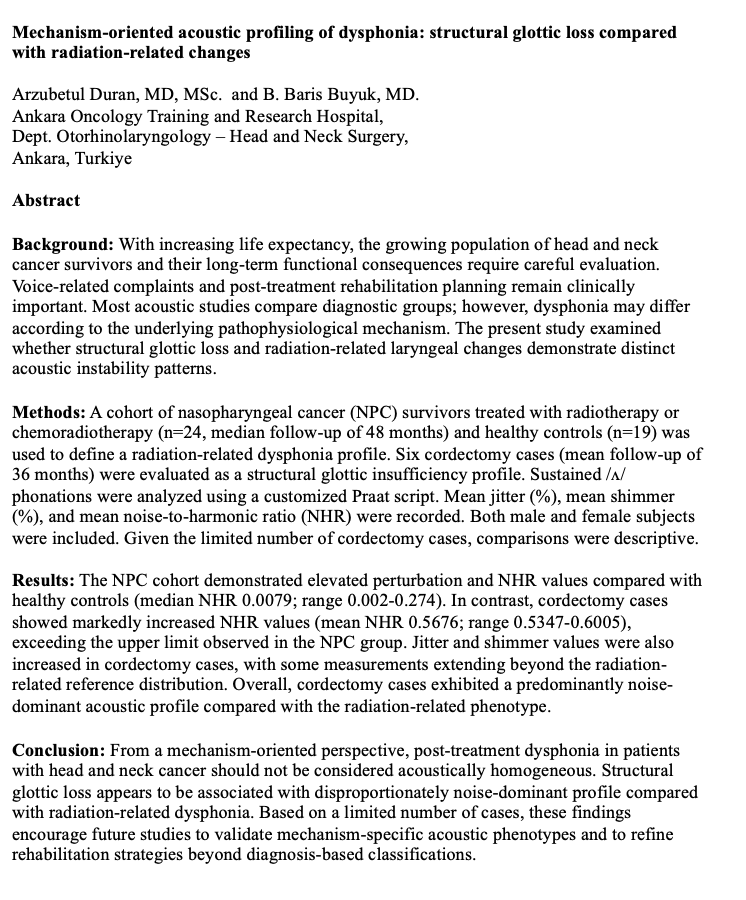 Mechanism-oriented acoustic profiling of dysphonia: structural glottic loss compared
with radiation-related changes
Arzubetul Duran, MD, MSc.  and B. Baris Buyuk, MD.
Ankara Oncology Training and Research Hospital,
Dept. Otorhinolaryngology – Head and Neck Surgery,
Ankara, Turkiye
Abstract
Background: With increasing life expectancy, the growing population of head and neck
cancer survivors and their long-term functional consequences require careful evaluation.
Voice-related complaints and post-treatment rehabilitation planning remain clinically
important. Most acoustic studies compare diagnostic groups; however, dysphonia may differ
according to the underlying pathophysiological mechanism. The present study examined
whether structural glottic loss and radiation-related laryngeal changes demonstrate distinct
acoustic instability patterns.
Methods: A cohort of nasopharyngeal cancer (NPC) survivors treated with radiotherapy or
chemoradiotherapy (n=24, median follow-up of 48 months) and healthy controls (n=19) was
used to define a radiation-related dysphonia profile. Six cordectomy cases (mean follow-up of
36 months) were evaluated as a structural glottic insufficiency profile. Sustained /ʌ/
phonations were analyzed using a customized Praat script. Mean jitter (%), mean shimmer
(%), and mean noise-to-harmonic ratio (NHR) were recorded. Both male and female subjects
were included. Given the limited number of cordectomy cases, comparisons were descriptive.
Results: The NPC cohort demonstrated elevated perturbation and NHR values compared with
healthy controls (median NHR 0.0079; range 0.002-0.274). In contrast, cordectomy cases
showed markedly increased NHR values (mean NHR 0.5676; range 0.5347-0.6005),
exceeding the upper limit observed in the NPC group. Jitter and shimmer values were also
increased in cordectomy cases, with some measurements extending beyond the radiation-
related reference distribution. Overall, cordectomy cases exhibited a predominantly noise-
dominant acoustic profile compared with the radiation-related phenotype.
Conclusion: From a mechanism-oriented perspective, post-treatment dysphonia in patients
with head and neck cancer should not be considered acoustically homogeneous. Structural
glottic loss appears to be associated with disproportionately noise-dominant profile compared
with radiation-related dysphonia. Based on a limited number of cases, these findings
encourage future studies to validate mechanism-specific acoustic phenotypes and to refine
rehabilitation strategies beyond diagnosis-based classifications.